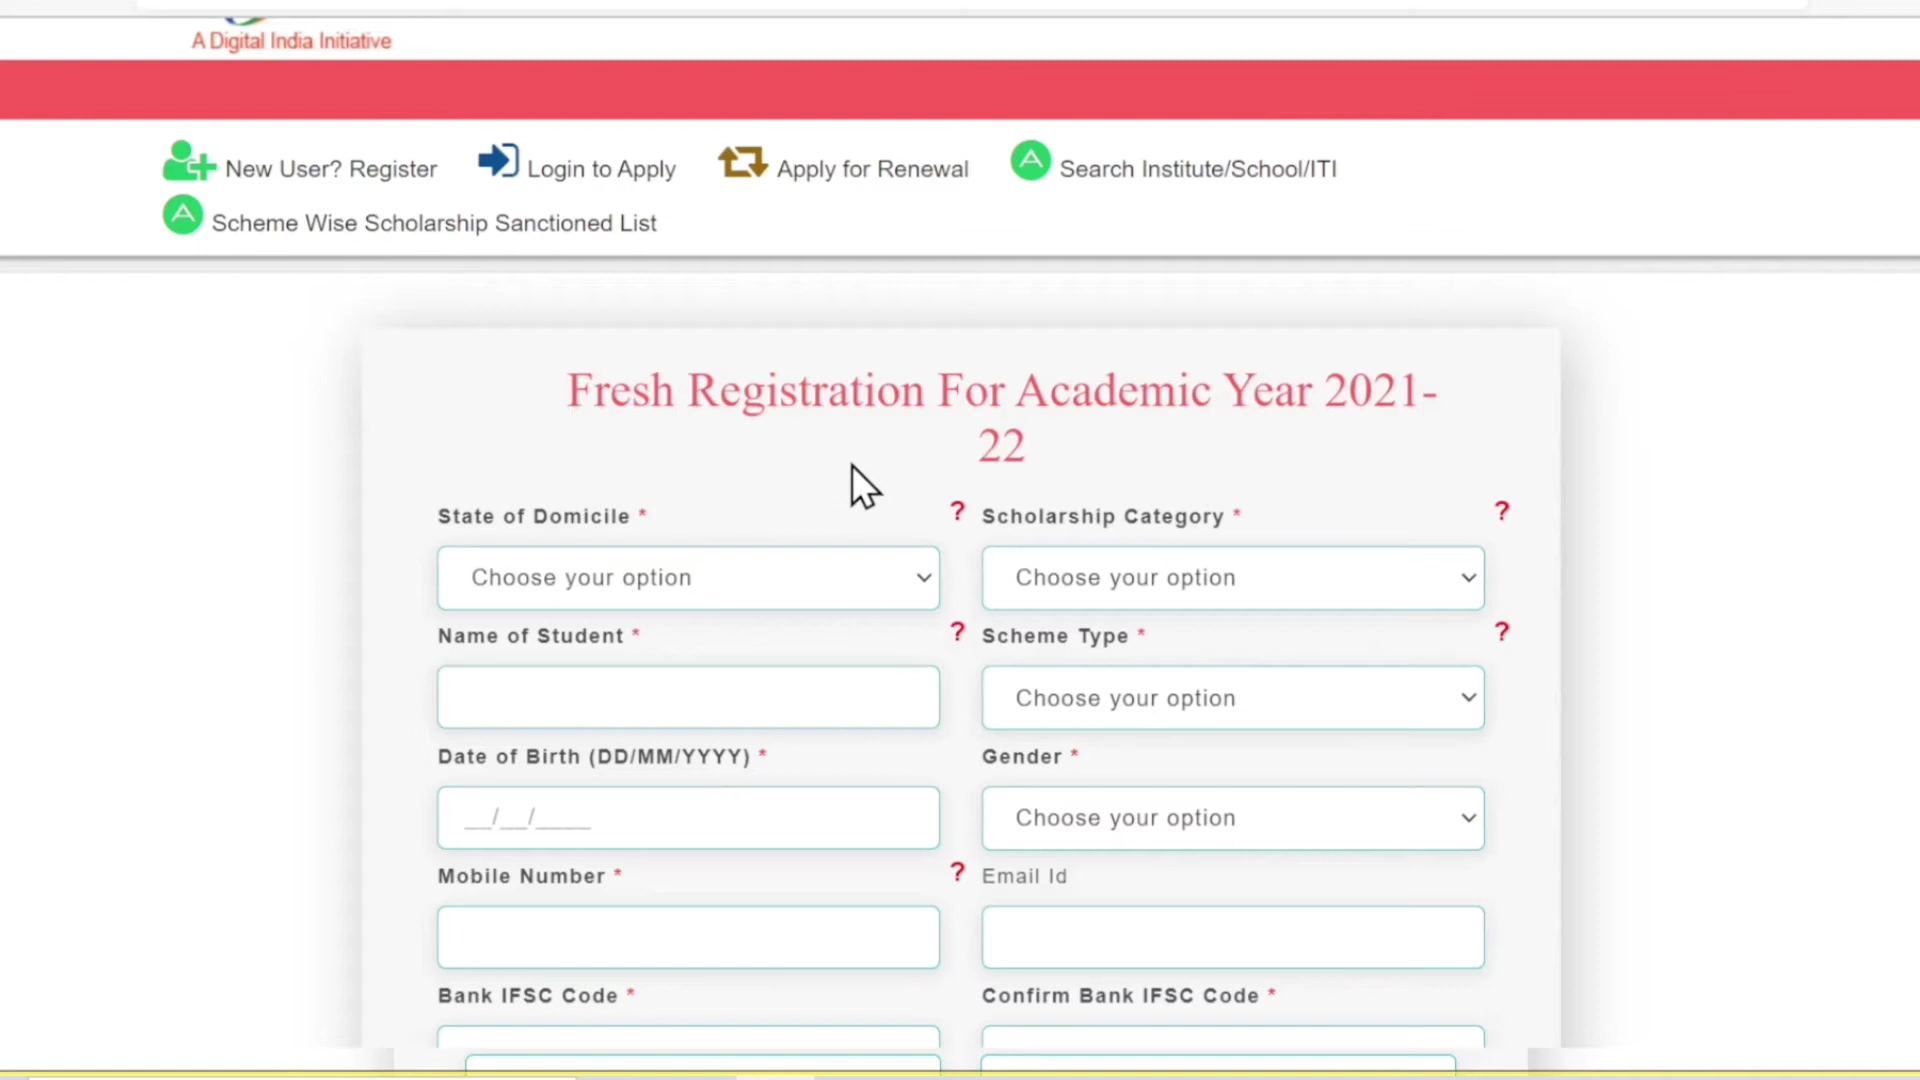 A Digital India Initiative
New User? Register Login to Apply Apply for Renewal Search Institute/School/ITI
Scheme Wise Scholarship Sanctioned List
Fresh Registration For Academic Year 2021-
22
State of Domicile * ? Scholarship Category * ?
Choose your option Choose your option
Name of Student * ? Scheme Type * ?
Choose your option
Date of Birth (DD/MM/YYYY) * Gender *
__/__/____ Choose your option
Mobile Number * ? Email Id
Bank IFSC Code * Confirm Bank IFSC Code *